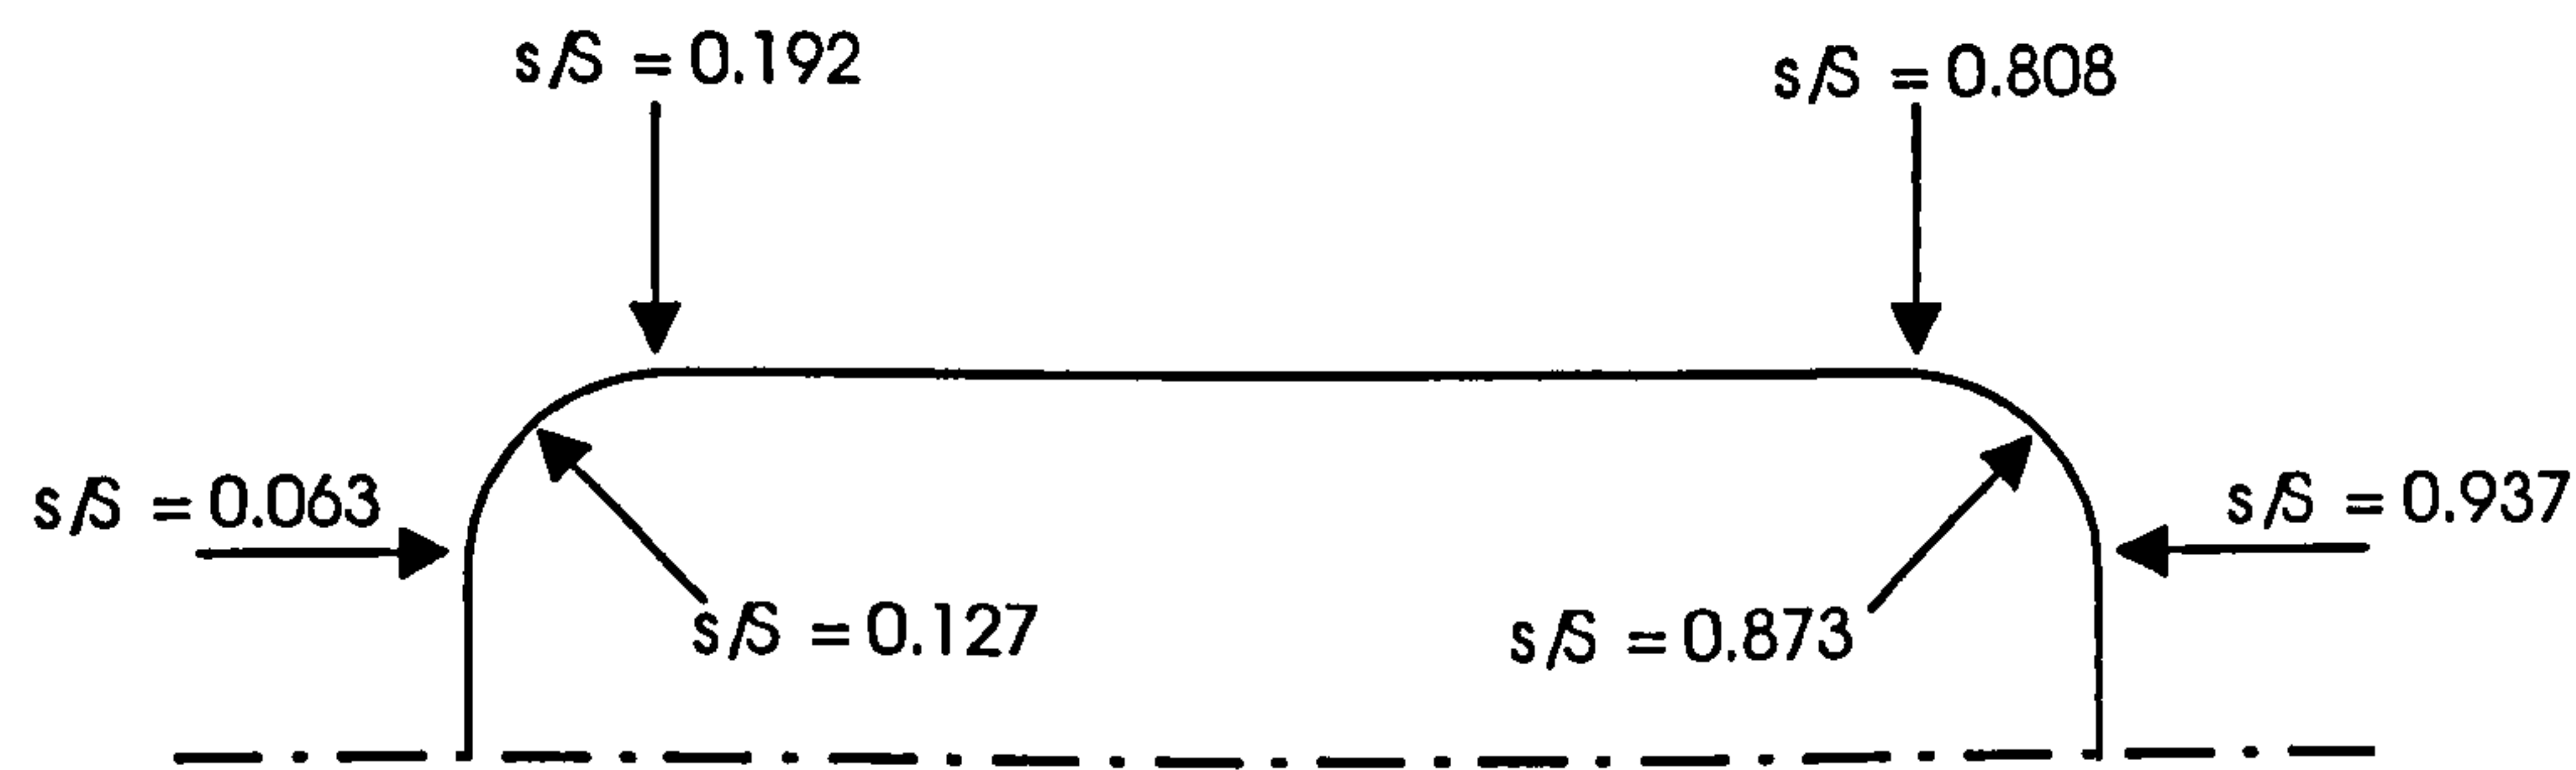 s/S = 0.192
s/S = 0.808
s/S = 0.063
s/S = 0.937
s/S = 0.127
s/S = 0.873